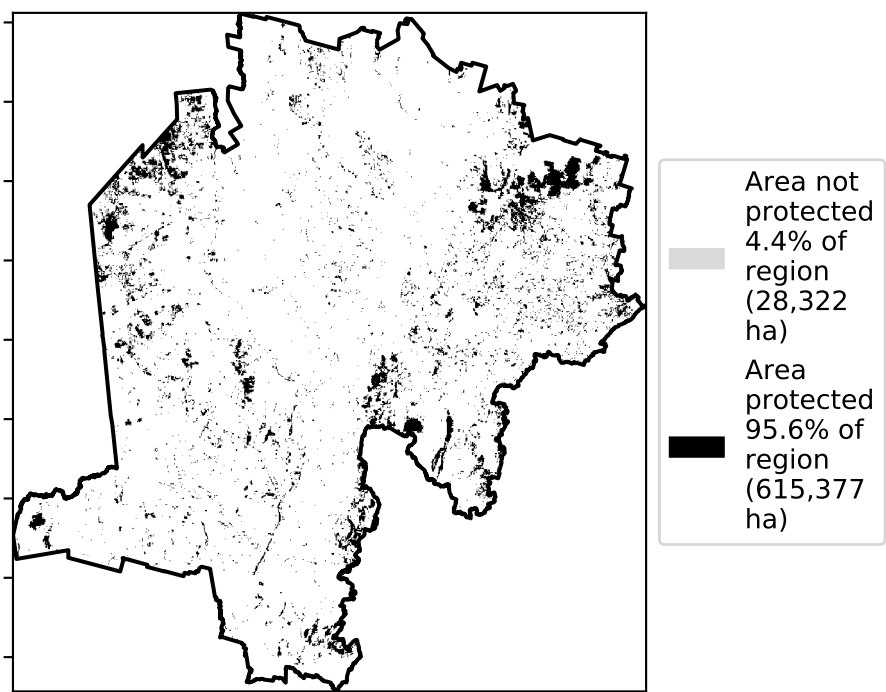 Area not
protected
4.4% of
region
(28,322
ha)
Area
protected
95.6% of
region
(615,377
ha)